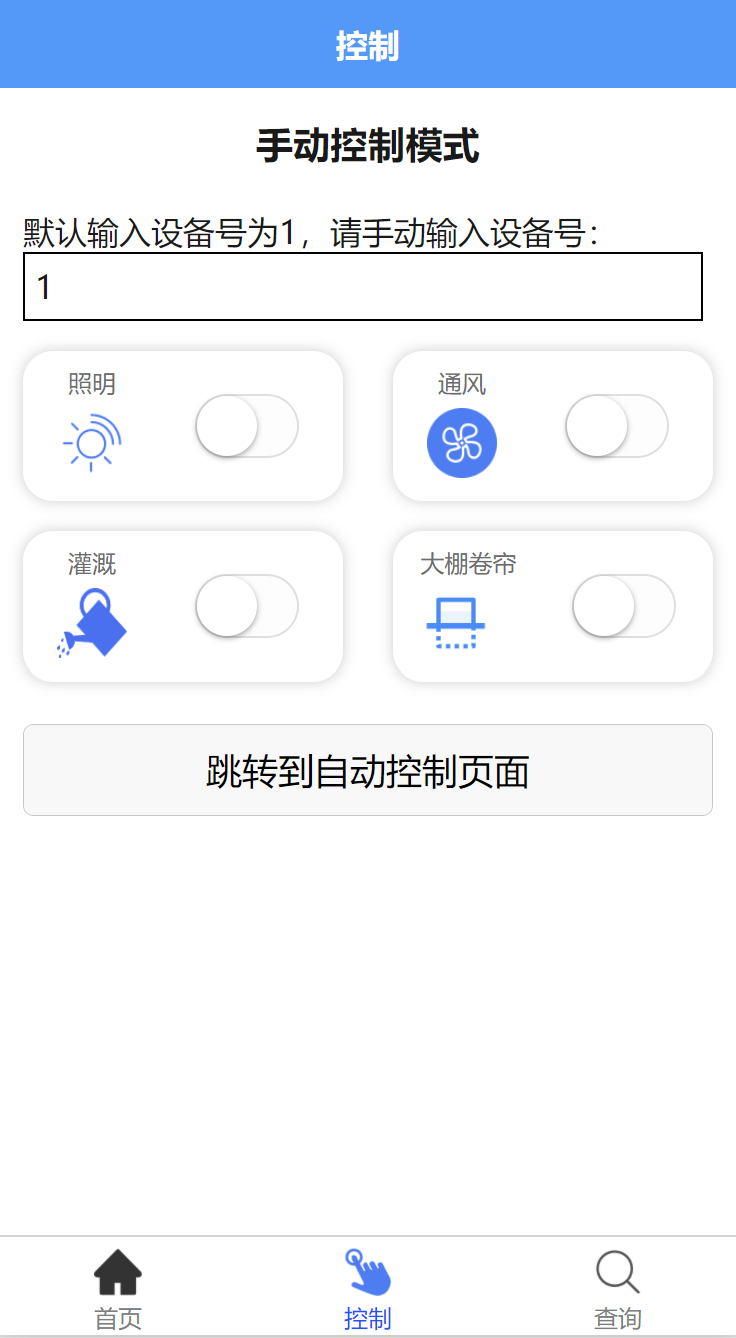 控制
手动控制模式
默认输入设备号为1，请手动输入设备号：
1
照明
通风
灌溉
大棚卷帘
跳转到自动控制页面
首页
控制
查询